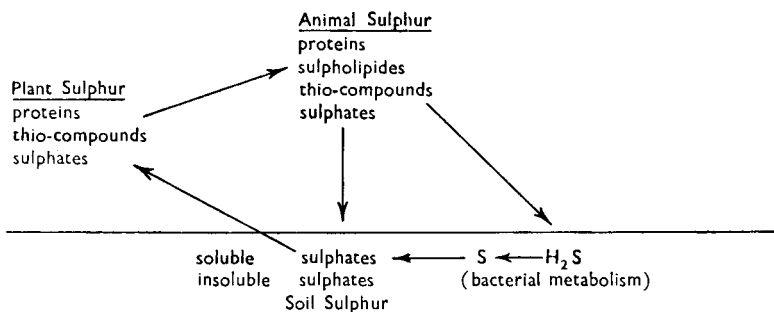 Animal Sulphur
proteins
sulpholipides
thio-compounds
sulphates
Plant Sulphur
proteins
thio-compounds
sulphates
soluble sulphates S H₂S
insoluble sulphates (bacterial metabolism)
Soil Sulphur